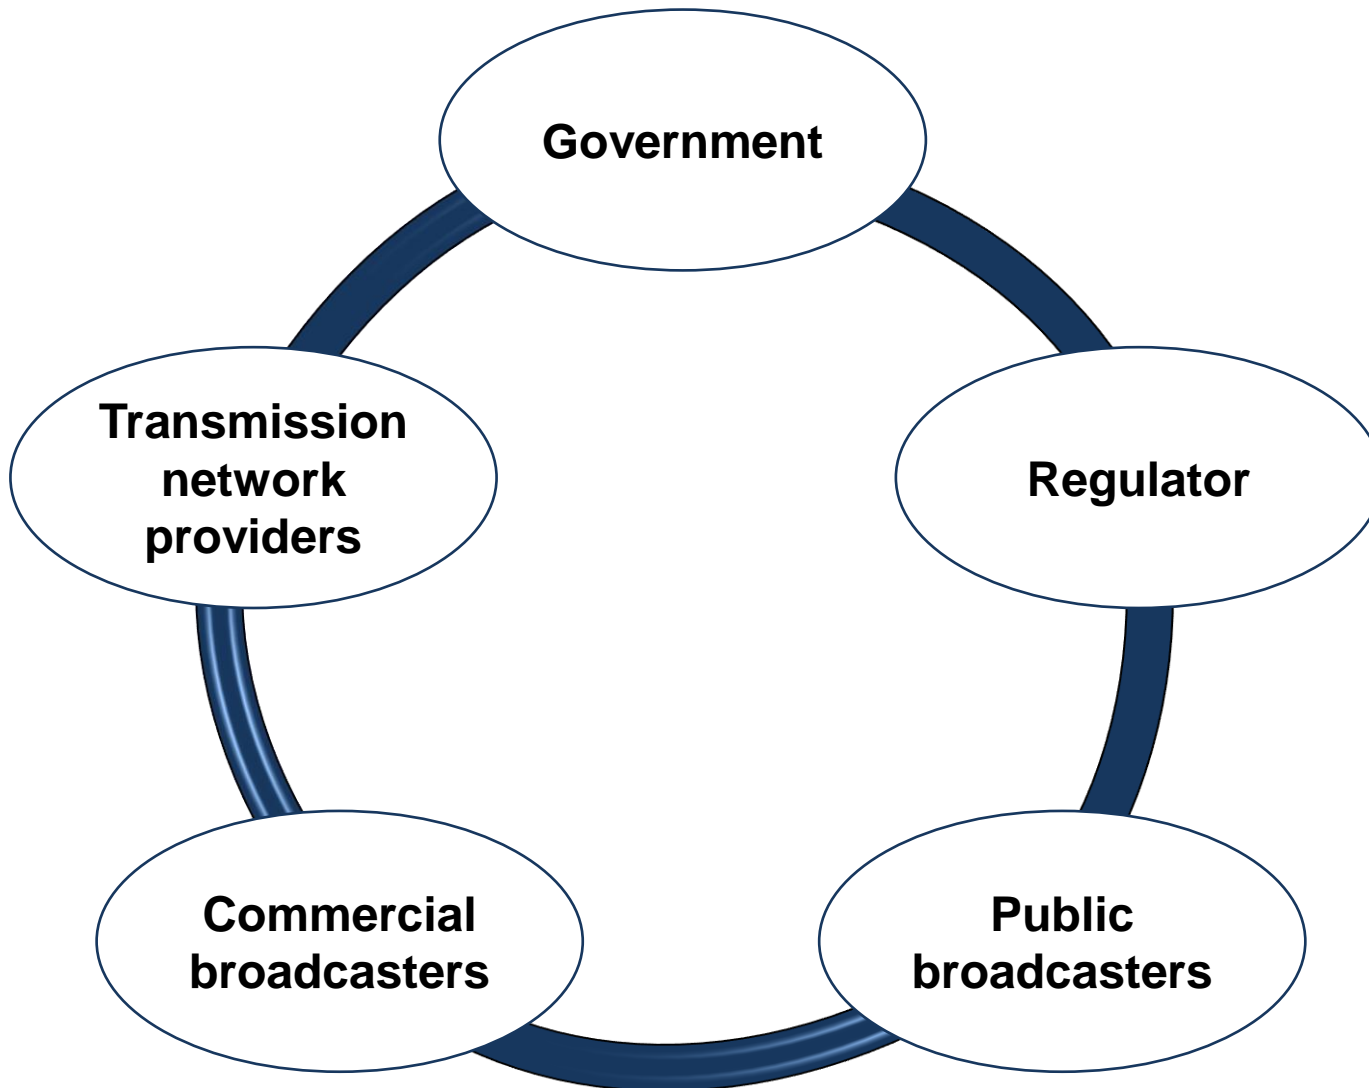 Government
Transmission
network
providers
Regulator
Commercial
broadcasters
Public
broadcasters